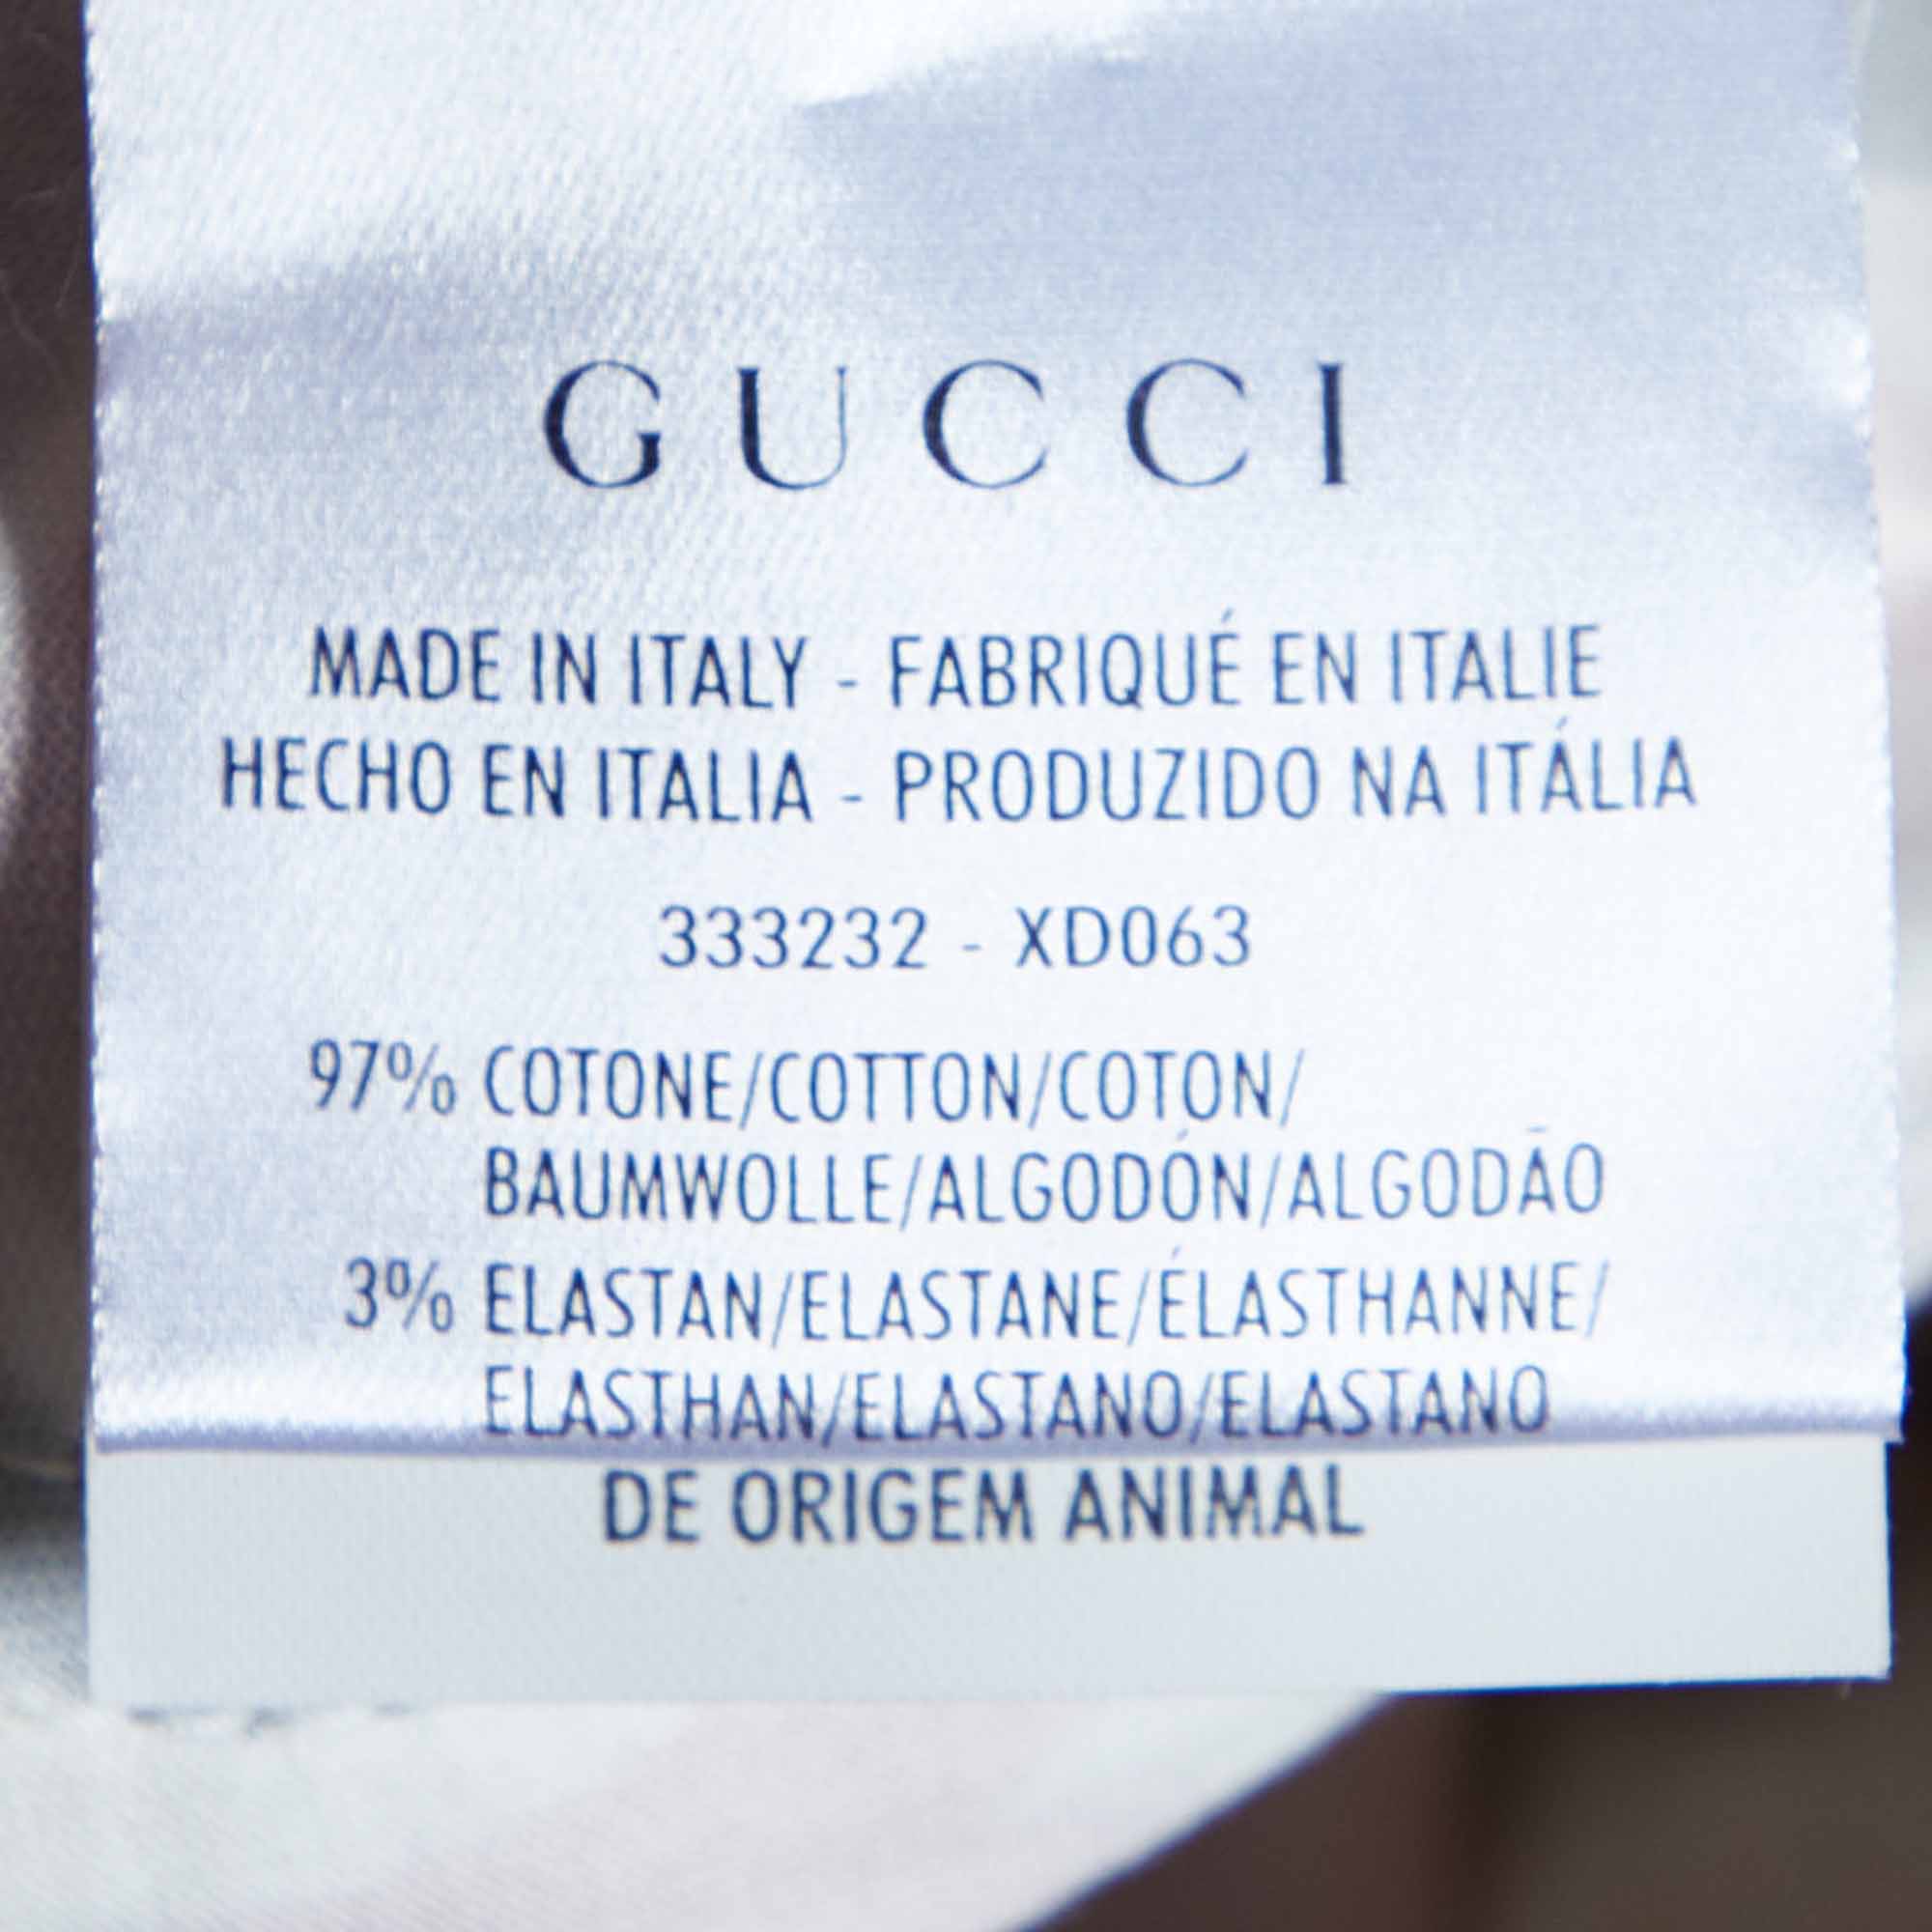 GUCCI
MADE IN ITALY - FABRIQUÉ EN ITALIE
HECHO EN ITALIA - PRODUZIDO NA ITÁLIA
333232 - XD063
97% COTONE/COTTON/COTON/
BAUMWOLLE/ALGODÓN/ALGODÃO
3% ELASTAN/ELASTANE/ÉLASTHANNE/
ELASTHAN/ELASTANO/ELASTANO
DE ORIGEM ANIMAL